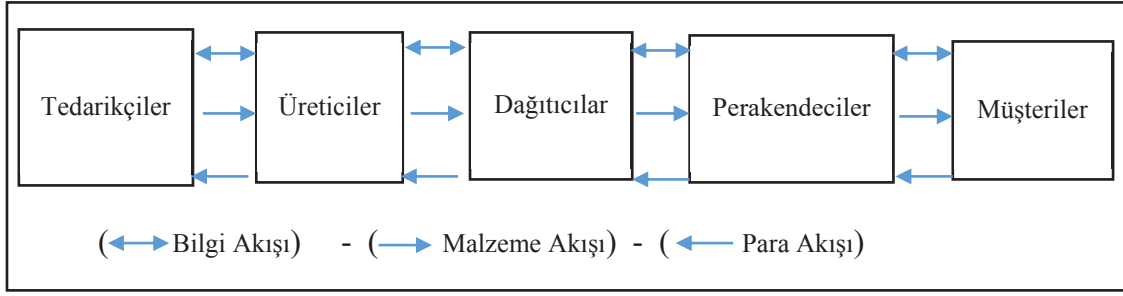 Tedarikçiler Üreticiler Dağıtıcılar Perakendeciler Müşteriler
( Bilgi Akışı) - ( Malzeme Akışı) - ( Para Akışı)